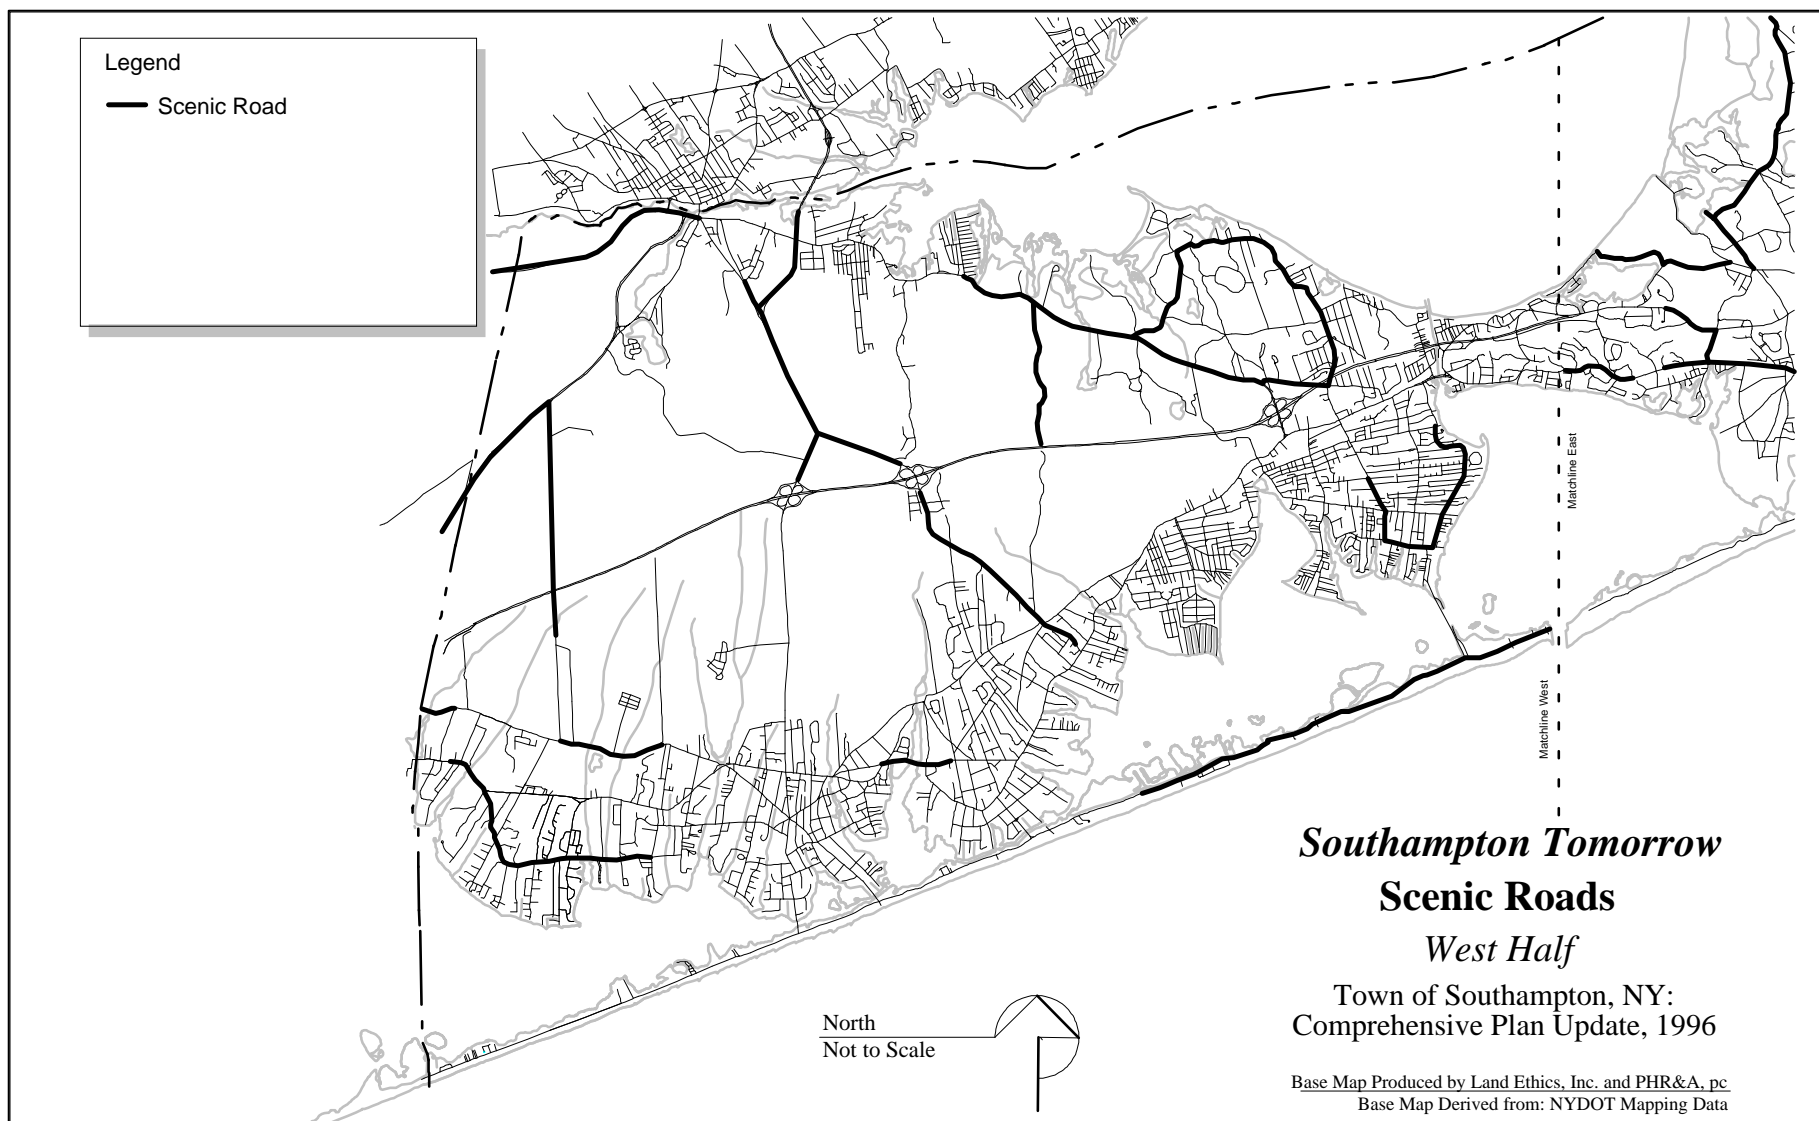 Legend
Scenic Road
Matchline East
Matchline West
Southampton Tomorrow
Scenic Roads
West Half
Town of Southampton, NY:
Comprehensive Plan Update, 1996
North
Not to Scale
Base Map Produced by Land Ethics, Inc. and PHR&A, pc
Base Map Derived from: NYDOT Mapping Data